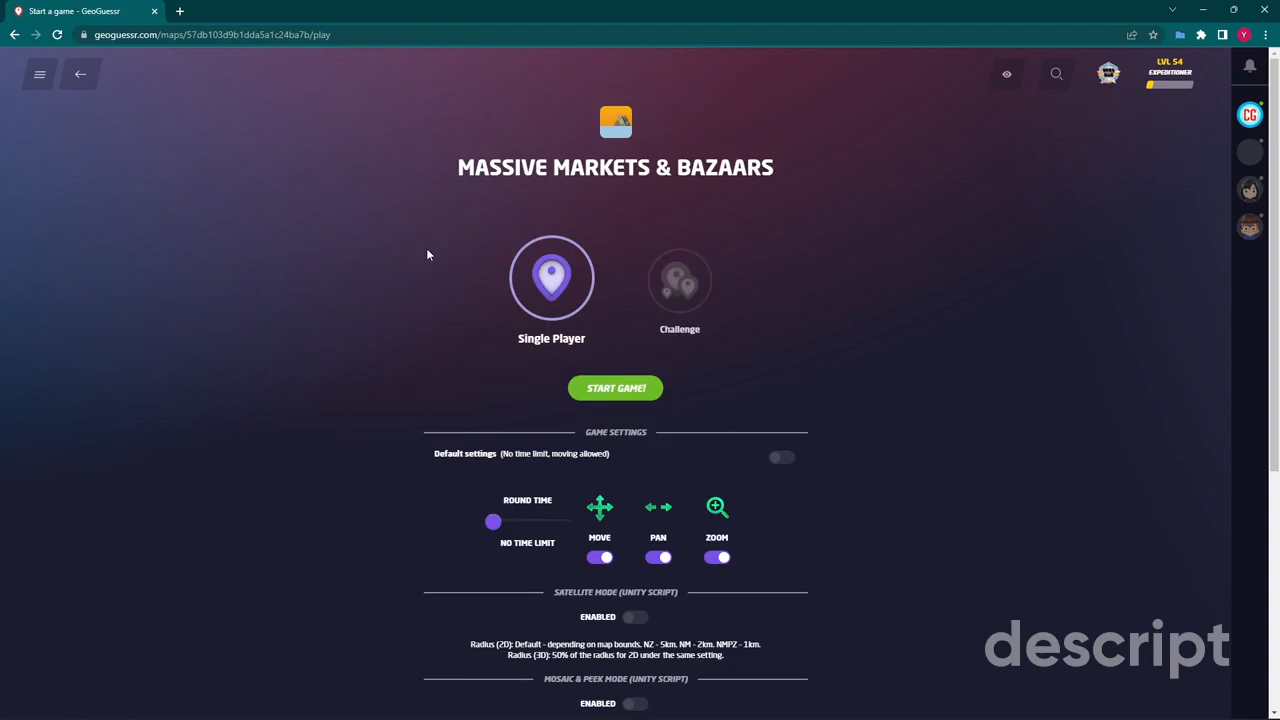 Start a game - GeoGuessr
geoguessr.com/maps/57db103d9b1dda5a1c24ba7b/play
Y
LVL 54
EXPEDITIONER
CG
MASSIVE MARKETS & BAZAARS
Single Player
Challenge
START GAME!
GAME SETTINGS
Default settings (No time limit, moving allowed)
ROUND TIME
NO TIME LIMIT
MOVE
PAN
ZOOM
SATELLITE MODE (UNITY SCRIPT)
ENABLED
Radius (2D): Default - depending on map bounds. NZ - 5km. NM - 2km. NMPZ - 1km.
Radius (3D): 50% of the radius for 2D under the same setting.
MOSAIC & PEEK MODE (UNITY SCRIPT)
ENABLED
descript